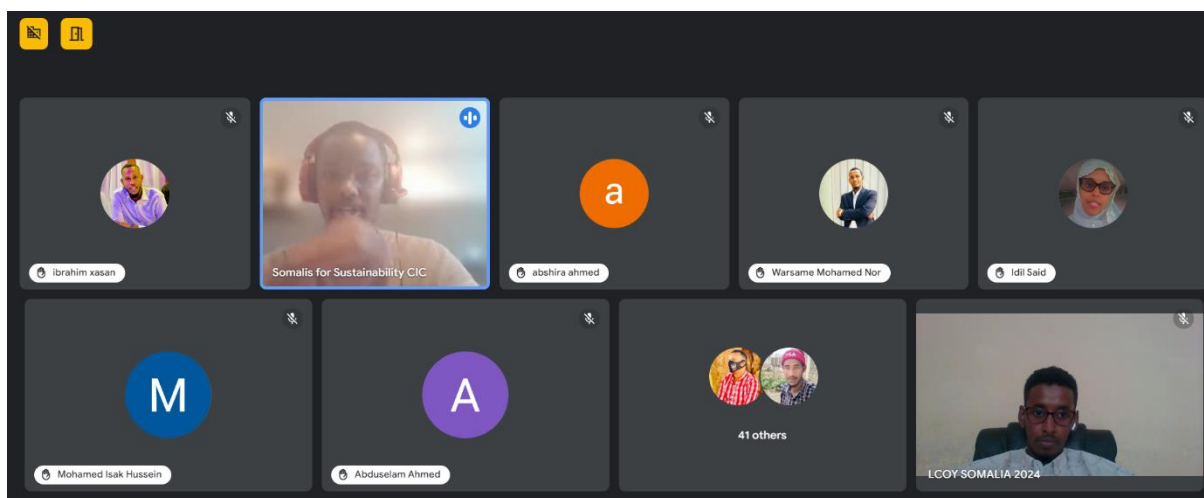 ibrahim xasan
Somalis for Sustainability CIC
a
abshira ahmed
Warsame Mohamed Nor
Idil Said
M
Mohamed Isak Hussein
A
Abduselam Ahmed
41 others
LCOY SOMALIA 2024